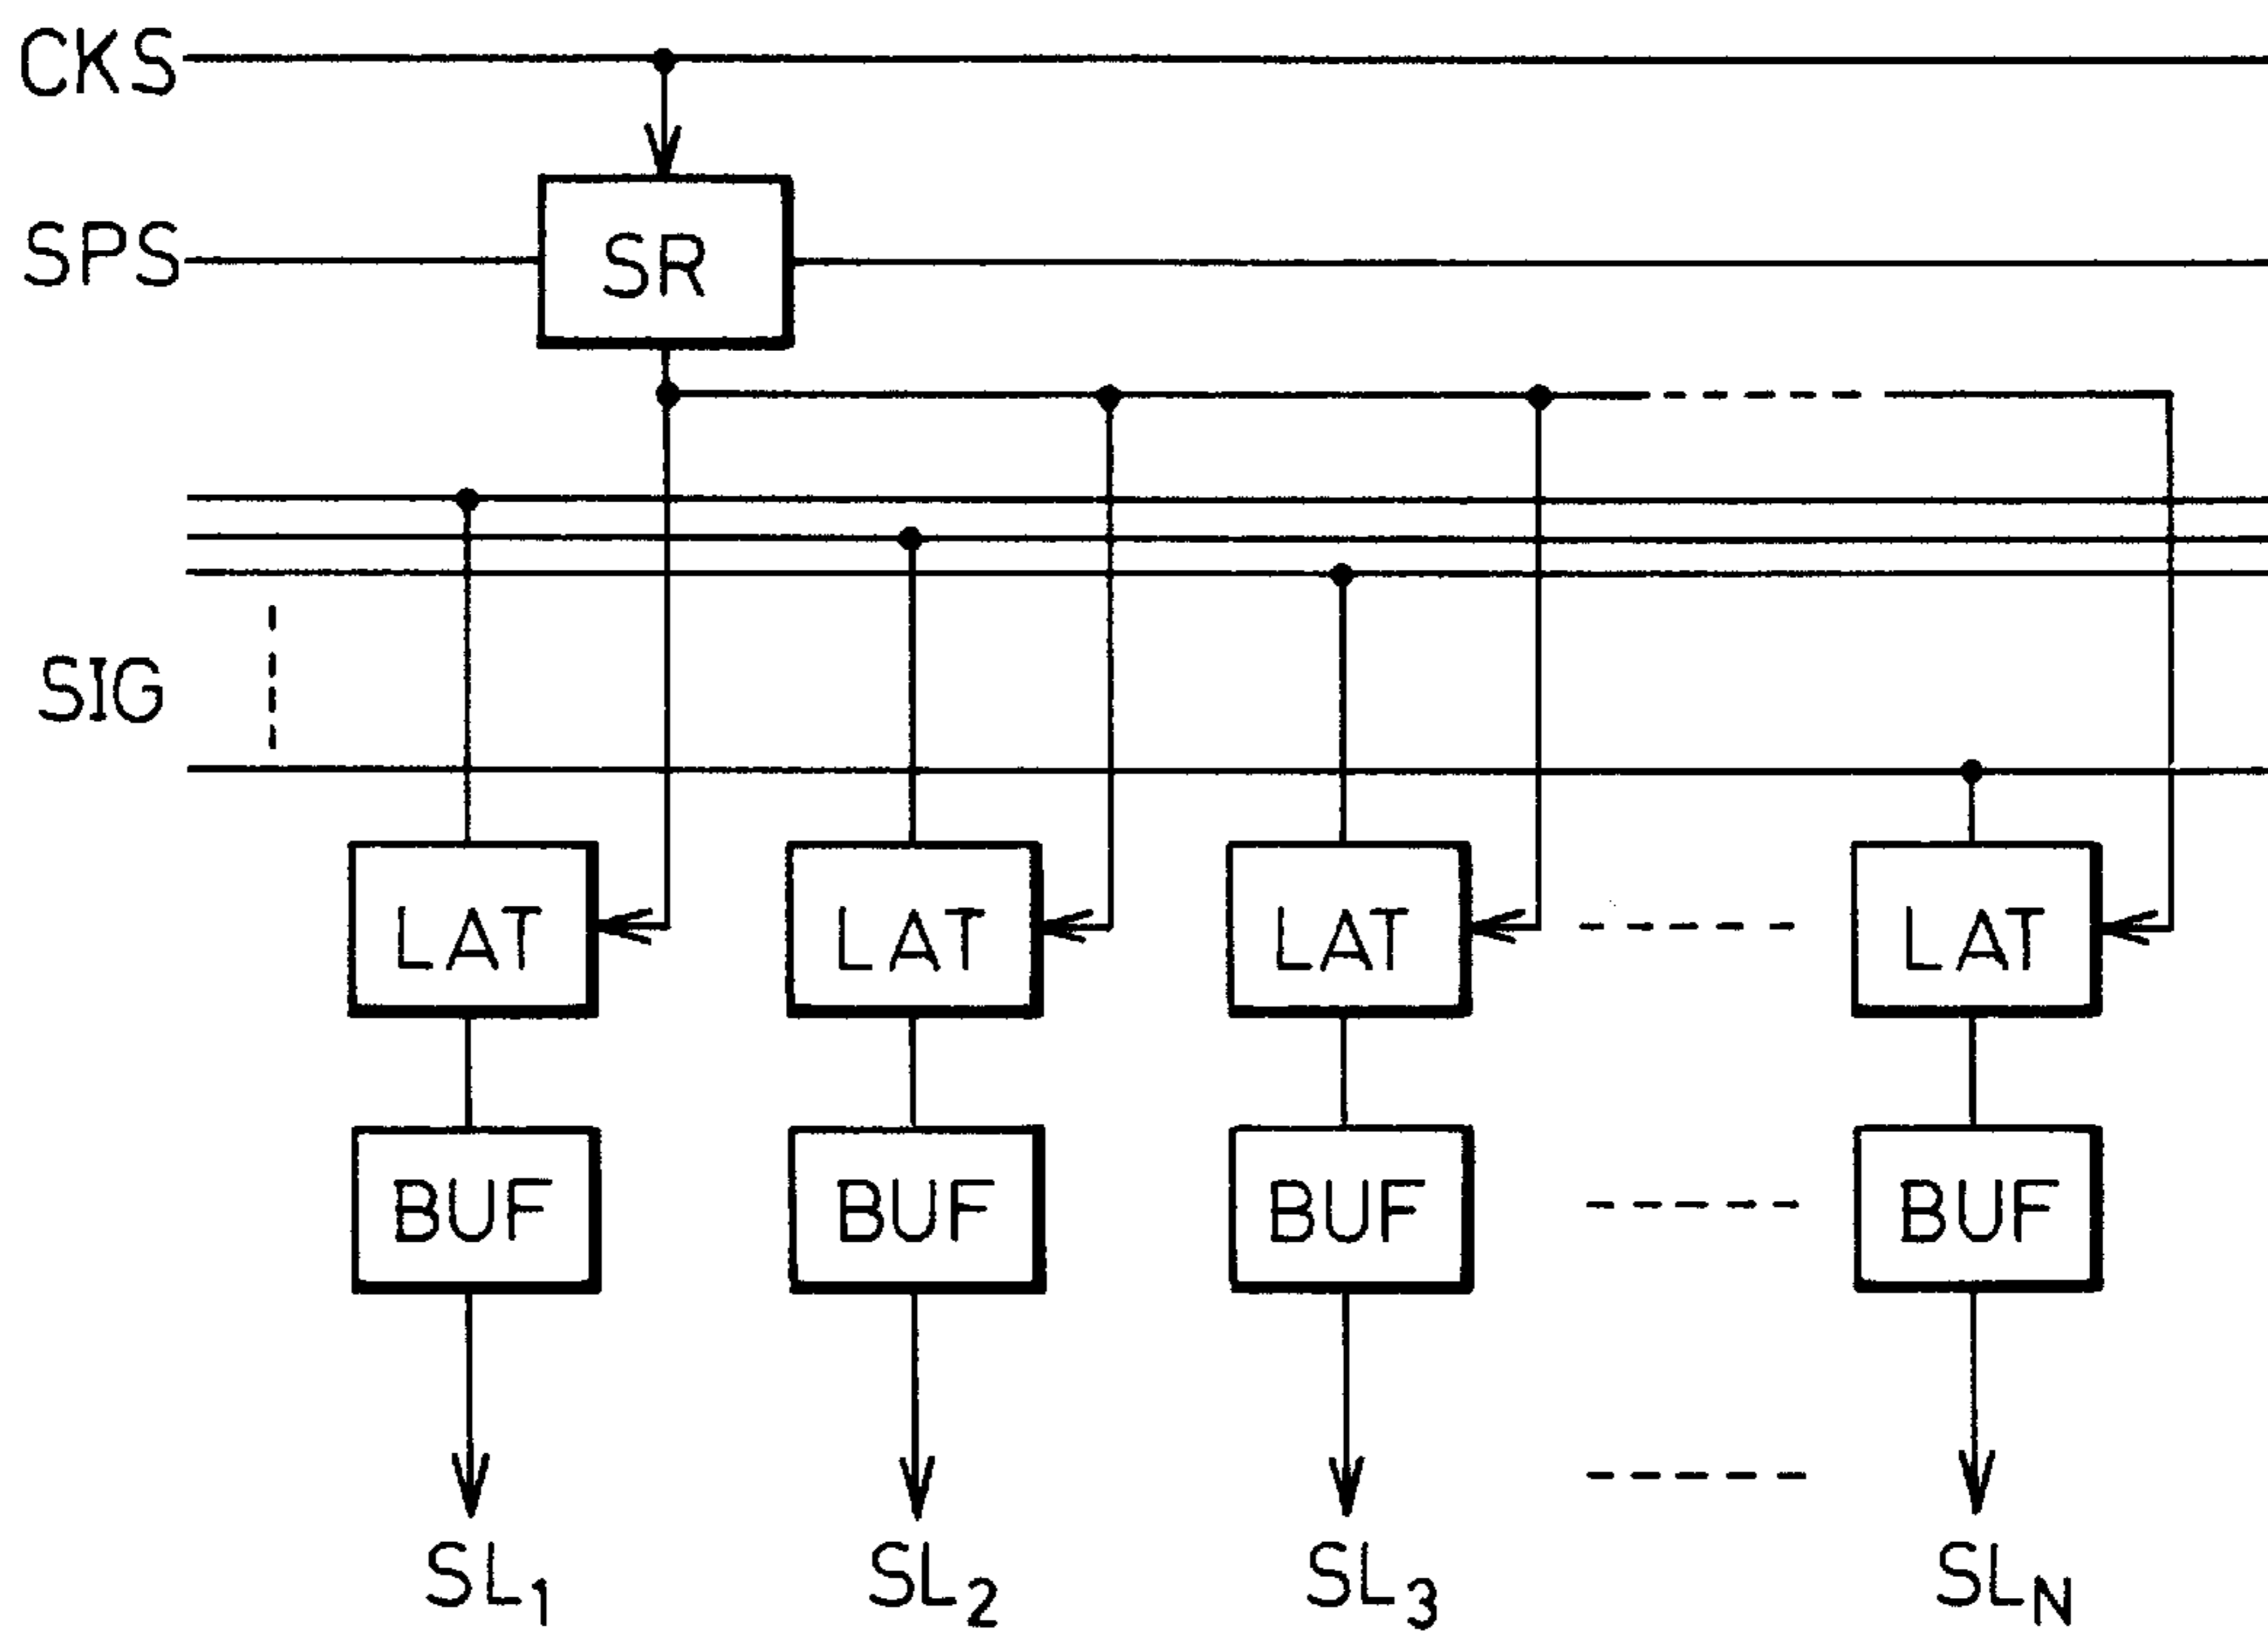 CKS
SPS
SR
SIG
LAT LAT LAT LAT
BUF BUF BUF BUF
SL1 SL2 SL3 SLN